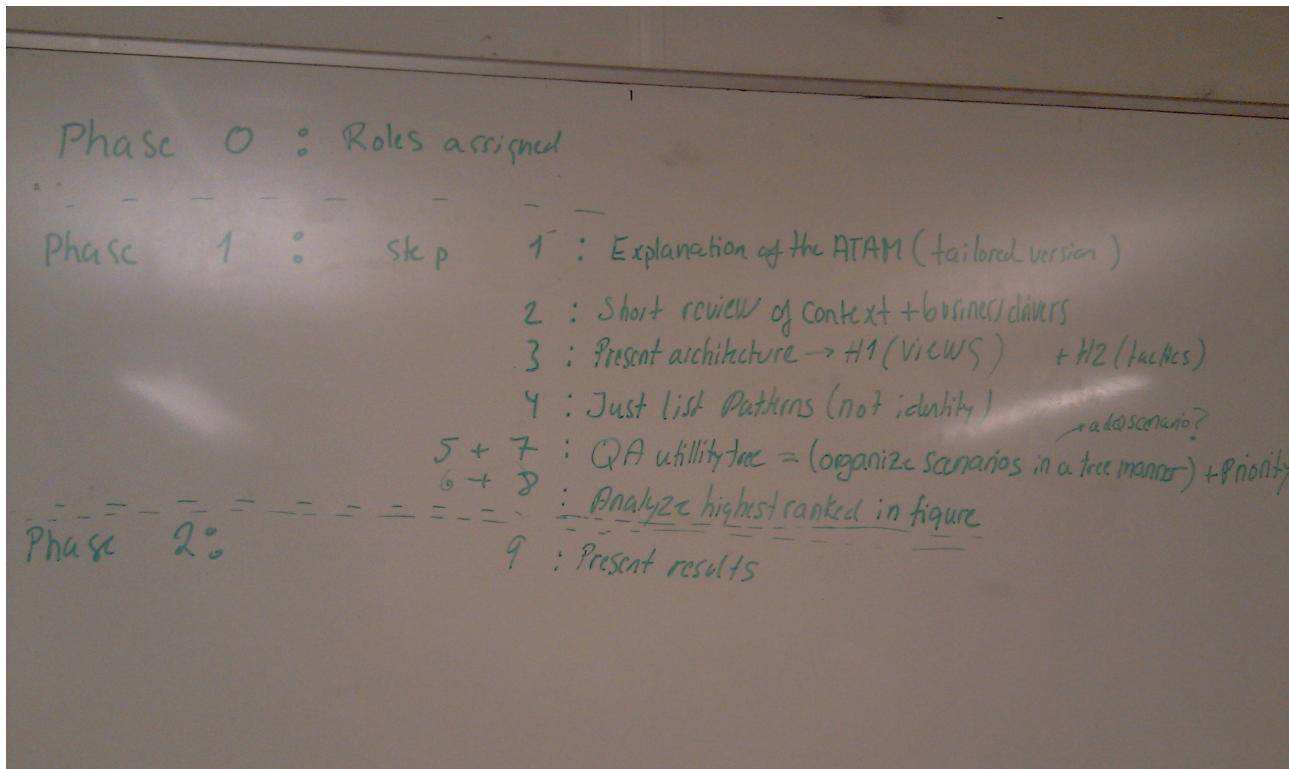 Phase 0 : Roles assigned
Phase 1 : step 1 : Explanation of the ATAM (tailored version)
2 : Short review of context + business drivers
3 : Present architecture → H1 (views) + H2 (tactics)
4 : Just list Patterns (not identity)
→ add scenario?
5 + 7 : QA utillity tree = (organize scenarios in a tree manner) + Priority
6 + 8 : Analyze highest ranked in figure
Phase 2: 9 : Present results